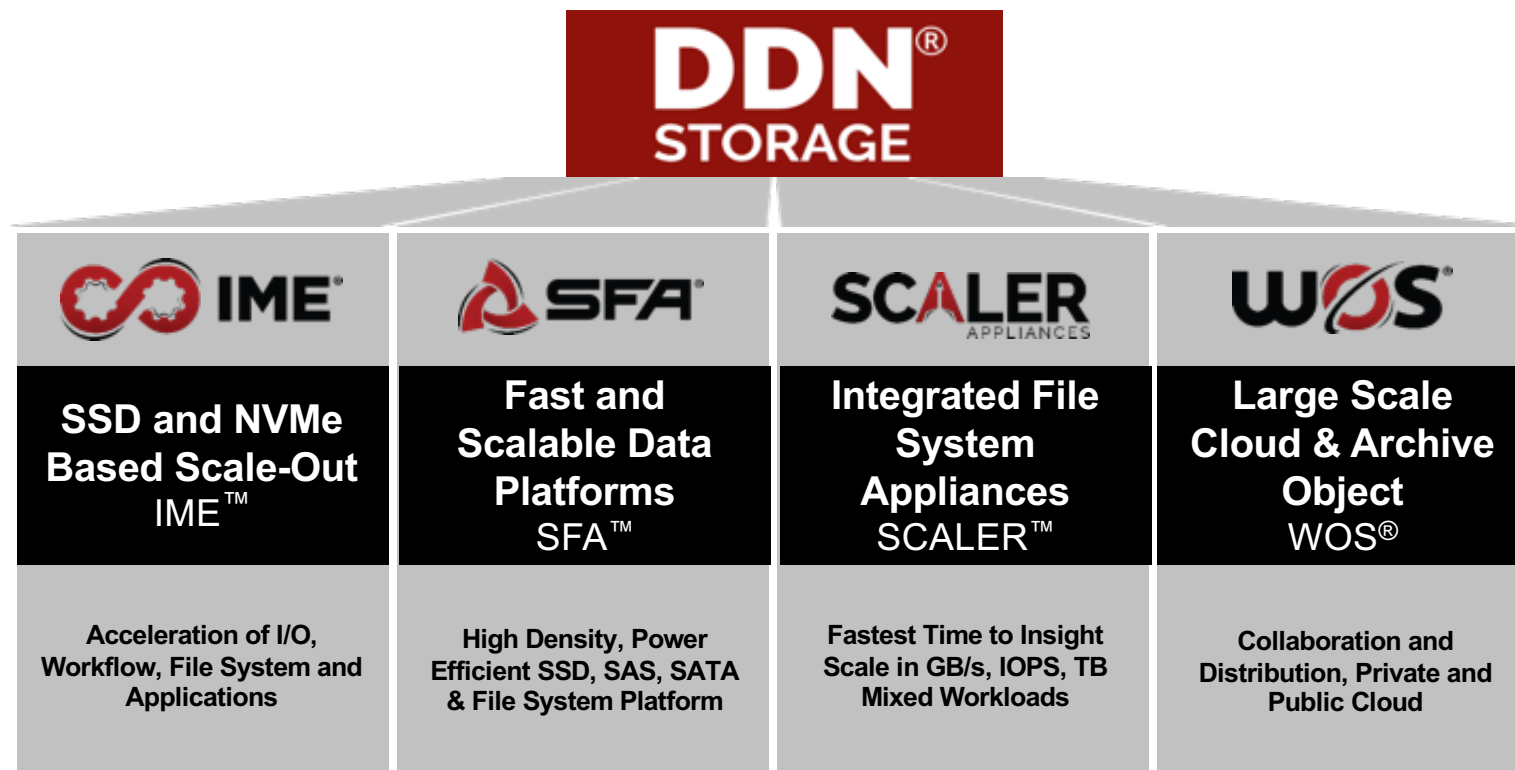 DDN®
STORAGE
IME®
SFA®
SCALER
APPLIANCES
WOS®
SSD and NVMe
Based Scale-Out
IME™
Fast and
Scalable Data
Platforms
SFA™
Integrated File
System
Appliances
SCALER™
Large Scale
Cloud & Archive
Object
WOS®
Acceleration of I/O,
Workflow, File System and
Applications
High Density, Power
Efficient SSD, SAS, SATA
& File System Platform
Fastest Time to Insight
Scale in GB/s, IOPS, TB
Mixed Workloads
Collaboration and
Distribution, Private and
Public Cloud